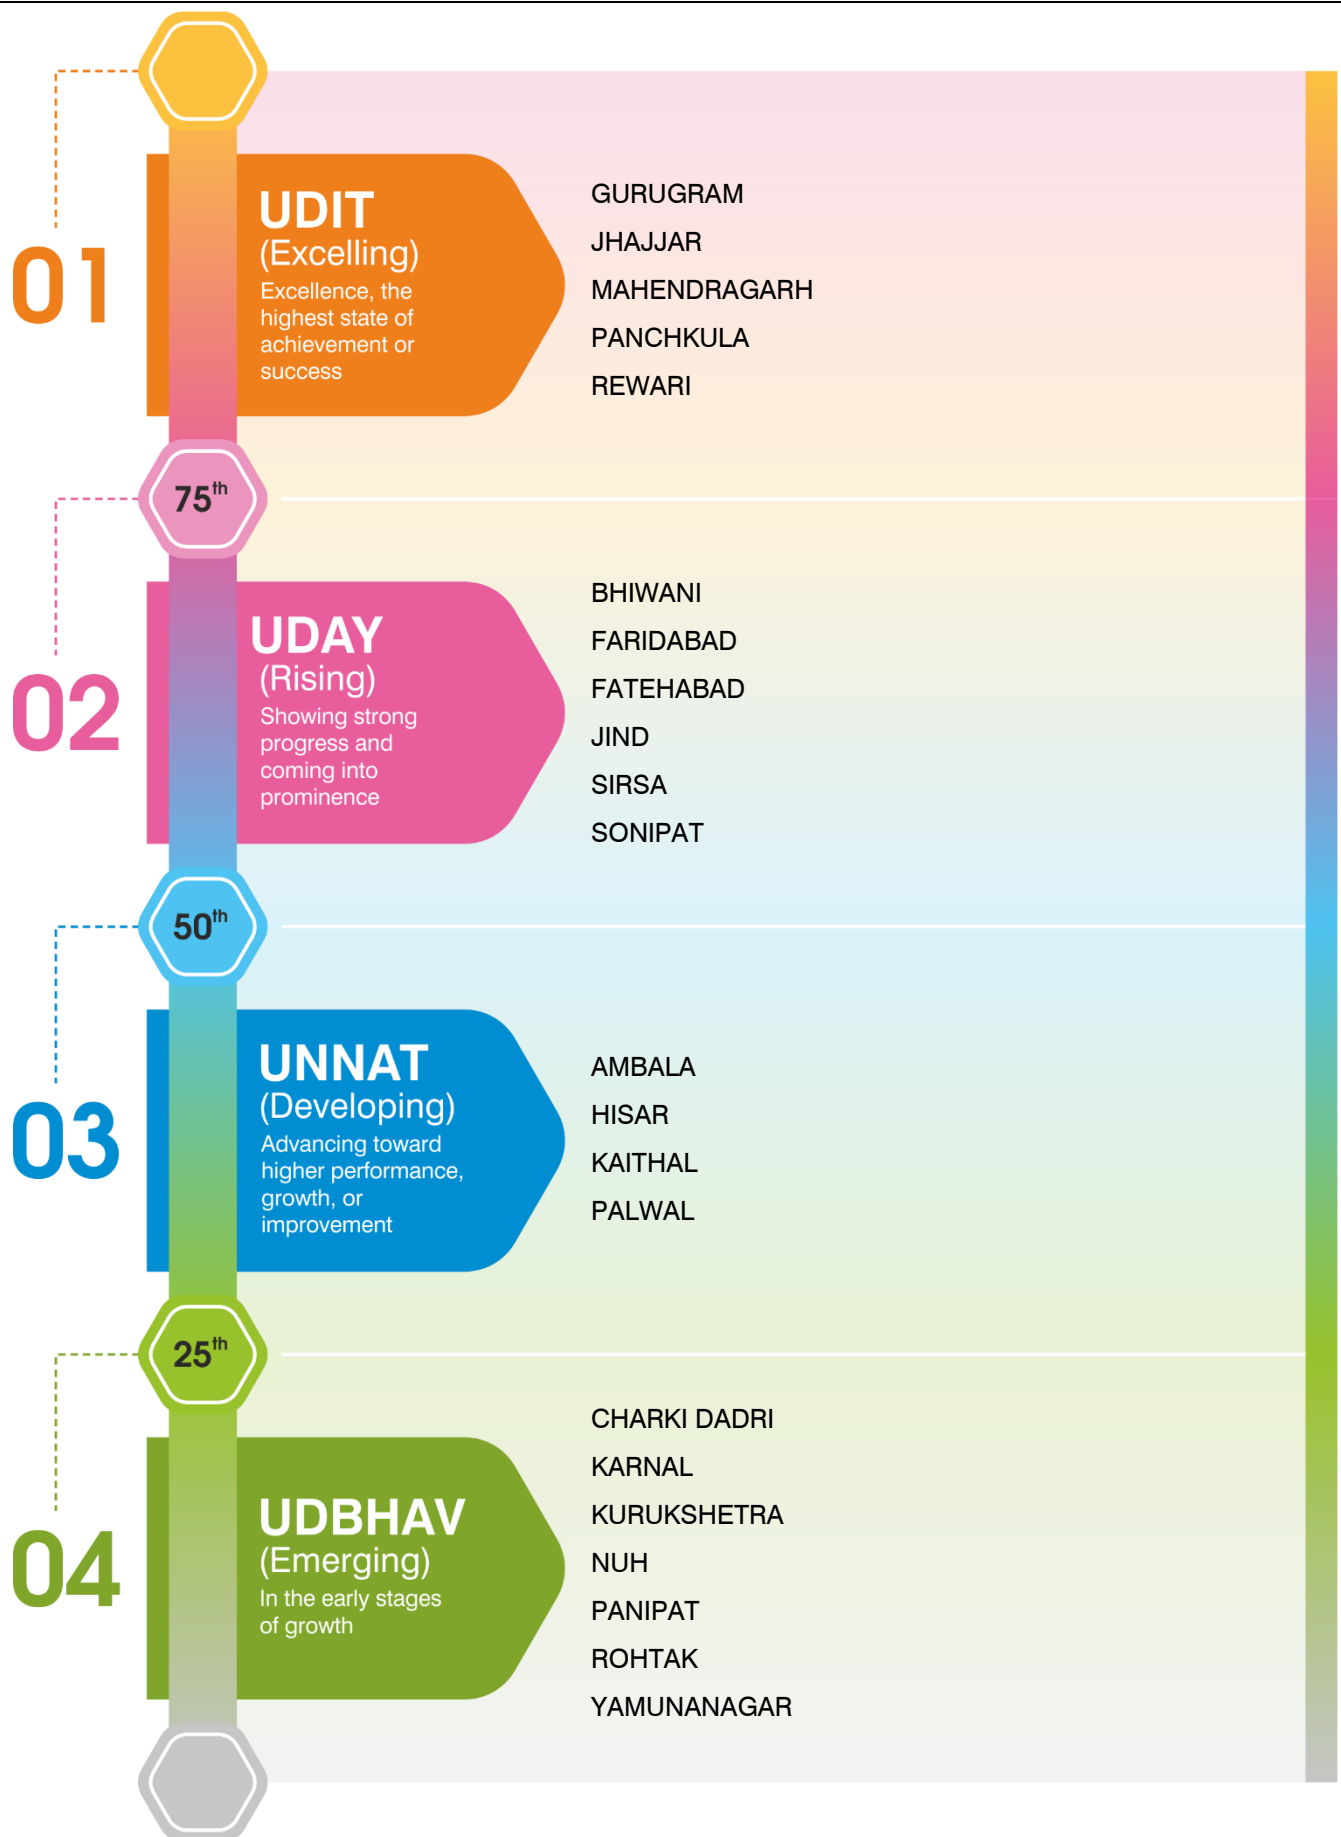 01
UDIT
(Excelling)
Excellence, the
highest state of
achievement or
success
GURUGRAM
JHAJJAR
MAHENDRAGARH
PANCHKULA
REWARI
75th
02
UDAY
(Rising)
Showing strong
progress and
coming into
prominence
BHIWANI
FARIDABAD
FATEHABAD
JIND
SIRSA
SONIPAT
50th
03
UNNAT
(Developing)
Advancing toward
higher performance,
growth, or
improvement
AMBALA
HISAR
KAITHAL
PALWAL
25th
04
UDBHAV
(Emerging)
In the early stages
of growth
CHARKI DADRI
KARNAL
KURUKSHETRA
NUH
PANIPAT
ROHTAK
YAMUNANAGAR